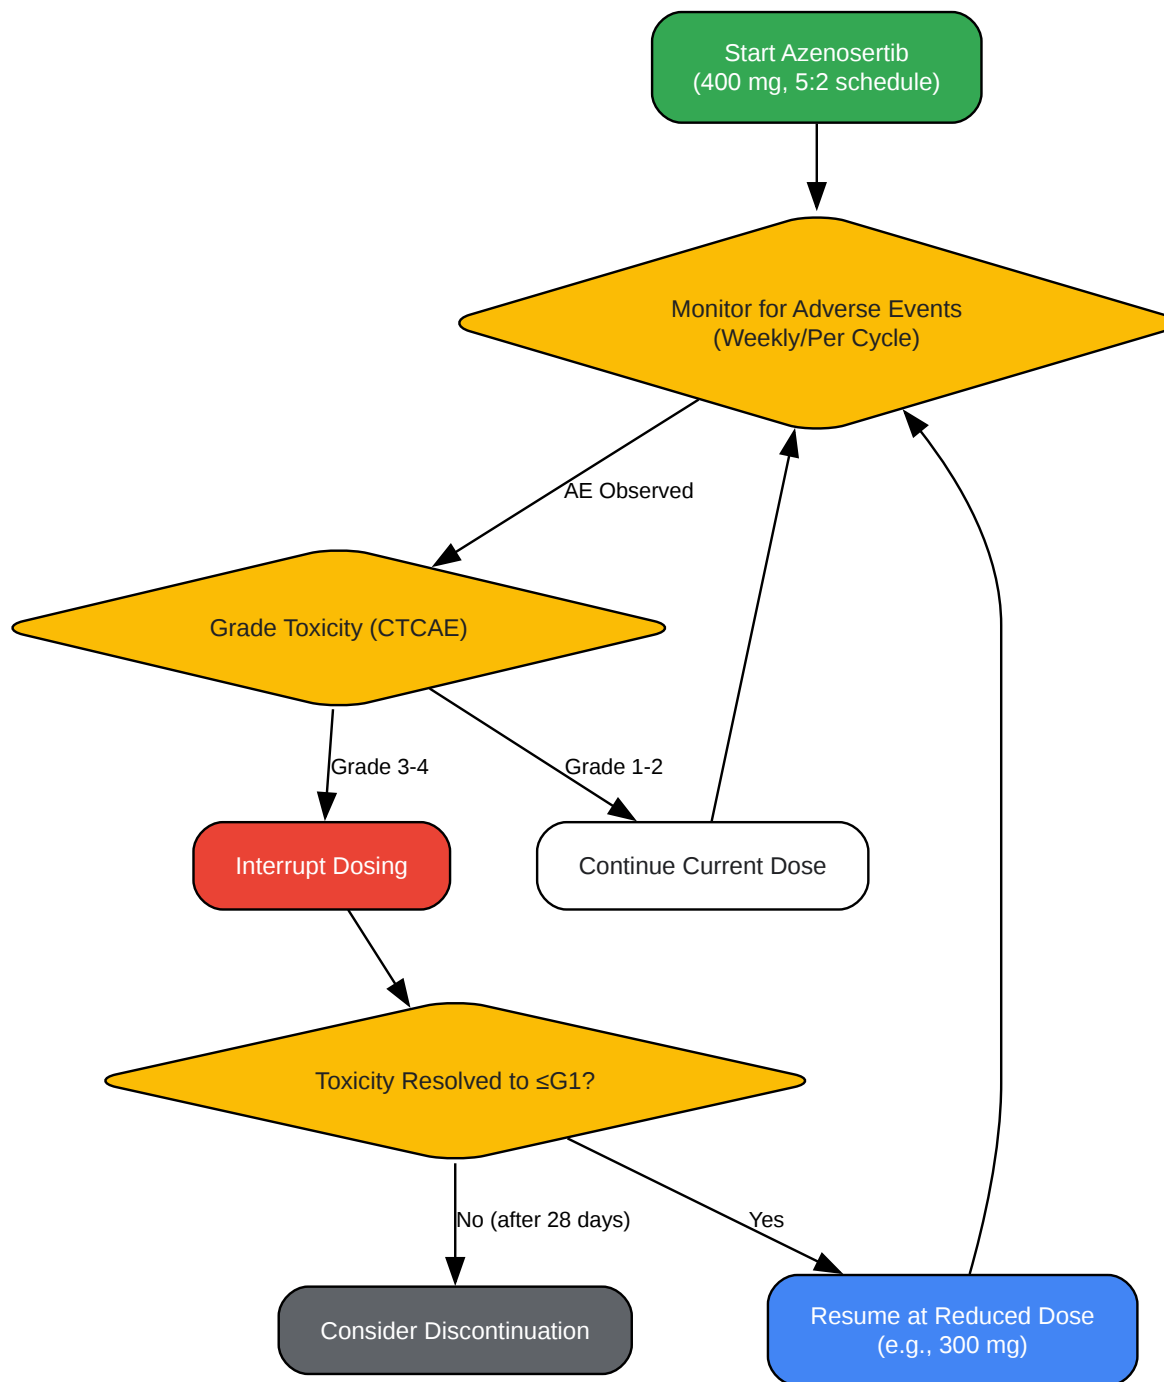 Start Azenosertib
(400 mg, 5:2 schedule)
Monitor for Adverse Events
(Weekly/Per Cycle)
AE Observed
Grade Toxicity (CTCAE)
Grade 3-4
Grade 1-2
Interrupt Dosing
Continue Current Dose
Toxicity Resolved to ≤G1?
No (after 28 days)
Yes
Consider Discontinuation
Resume at Reduced Dose
(e.g., 300 mg)